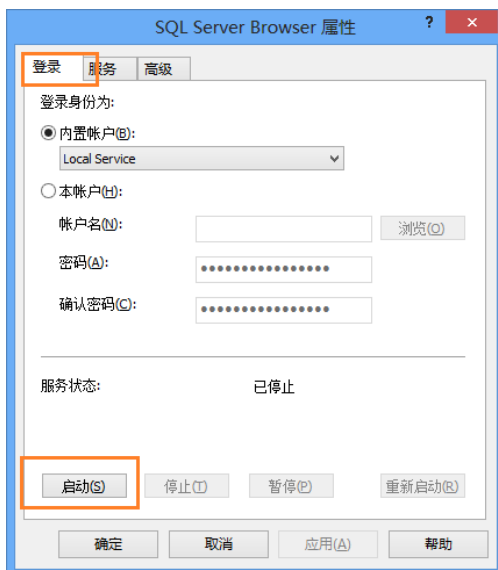 SQL Server Browser 属性
? ×
登录 服务 高级
登录身份为:
内置帐户(B):
Local Service
本帐户(H):
帐户名(N):
浏览(O)
密码(A):
●●●●●●●●●●●●●●●●
确认密码(C):
●●●●●●●●●●●●●●●●
服务状态: 已停止
启动(S) 停止(T) 暂停(P) 重新启动(R)
确定 取消 应用(A) 帮助